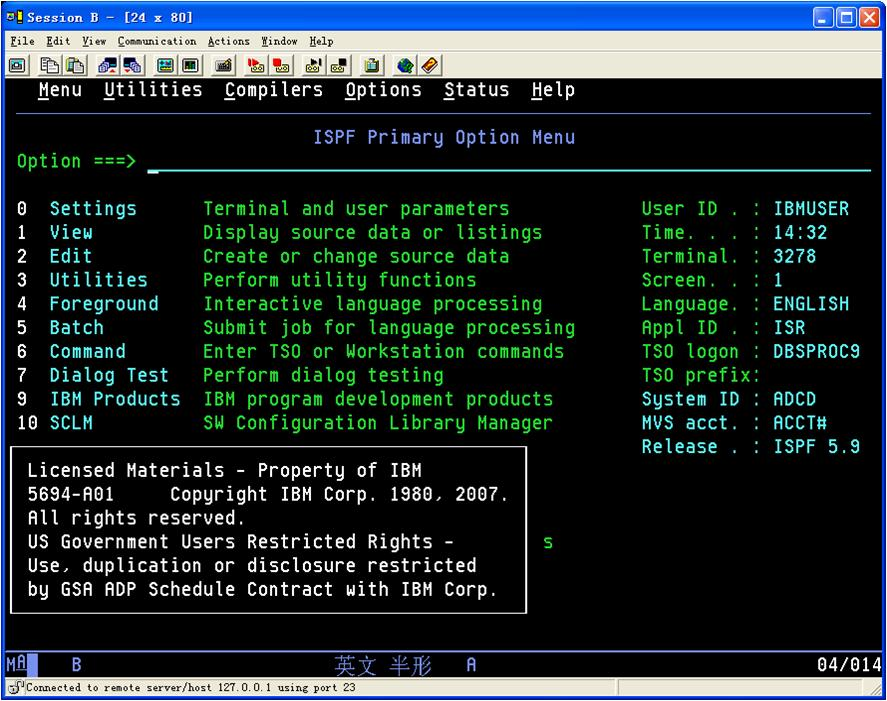 Session B - [24 x 80]
File Edit View Communication Actions Window Help
Menu Utilities Compilers Options Status Help
ISPF Primary Option Menu
Option ===>
0 Settings Terminal and user parameters User ID . : IBMUSER
1 View Display source data or listings Time. . . : 14:32
2 Edit Create or change source data Terminal. : 3278
3 Utilities Perform utility functions Screen. . : 1
4 Foreground Interactive language processing Language. : ENGLISH
5 Batch Submit job for language processing Appl ID . : ISR
6 Command Enter TSO or Workstation commands TSO logon : DBSPROC9
7 Dialog Test Perform dialog testing TSO prefix:
9 IBM Products IBM program development products System ID : ADCD
10 SCLM SW Configuration Library Manager MVS acct. : ACCT#
Release . : ISPF 5.9
Licensed Materials - Property of IBM
5694-A01 Copyright IBM Corp. 1980, 2007.
All rights reserved.
US Government Users Restricted Rights - s
Use, duplication or disclosure restricted
by GSA ADP Schedule Contract with IBM Corp.
MA B 英文 半形 A 04/014
Connected to remote server/host 127.0.0.1 using port 23